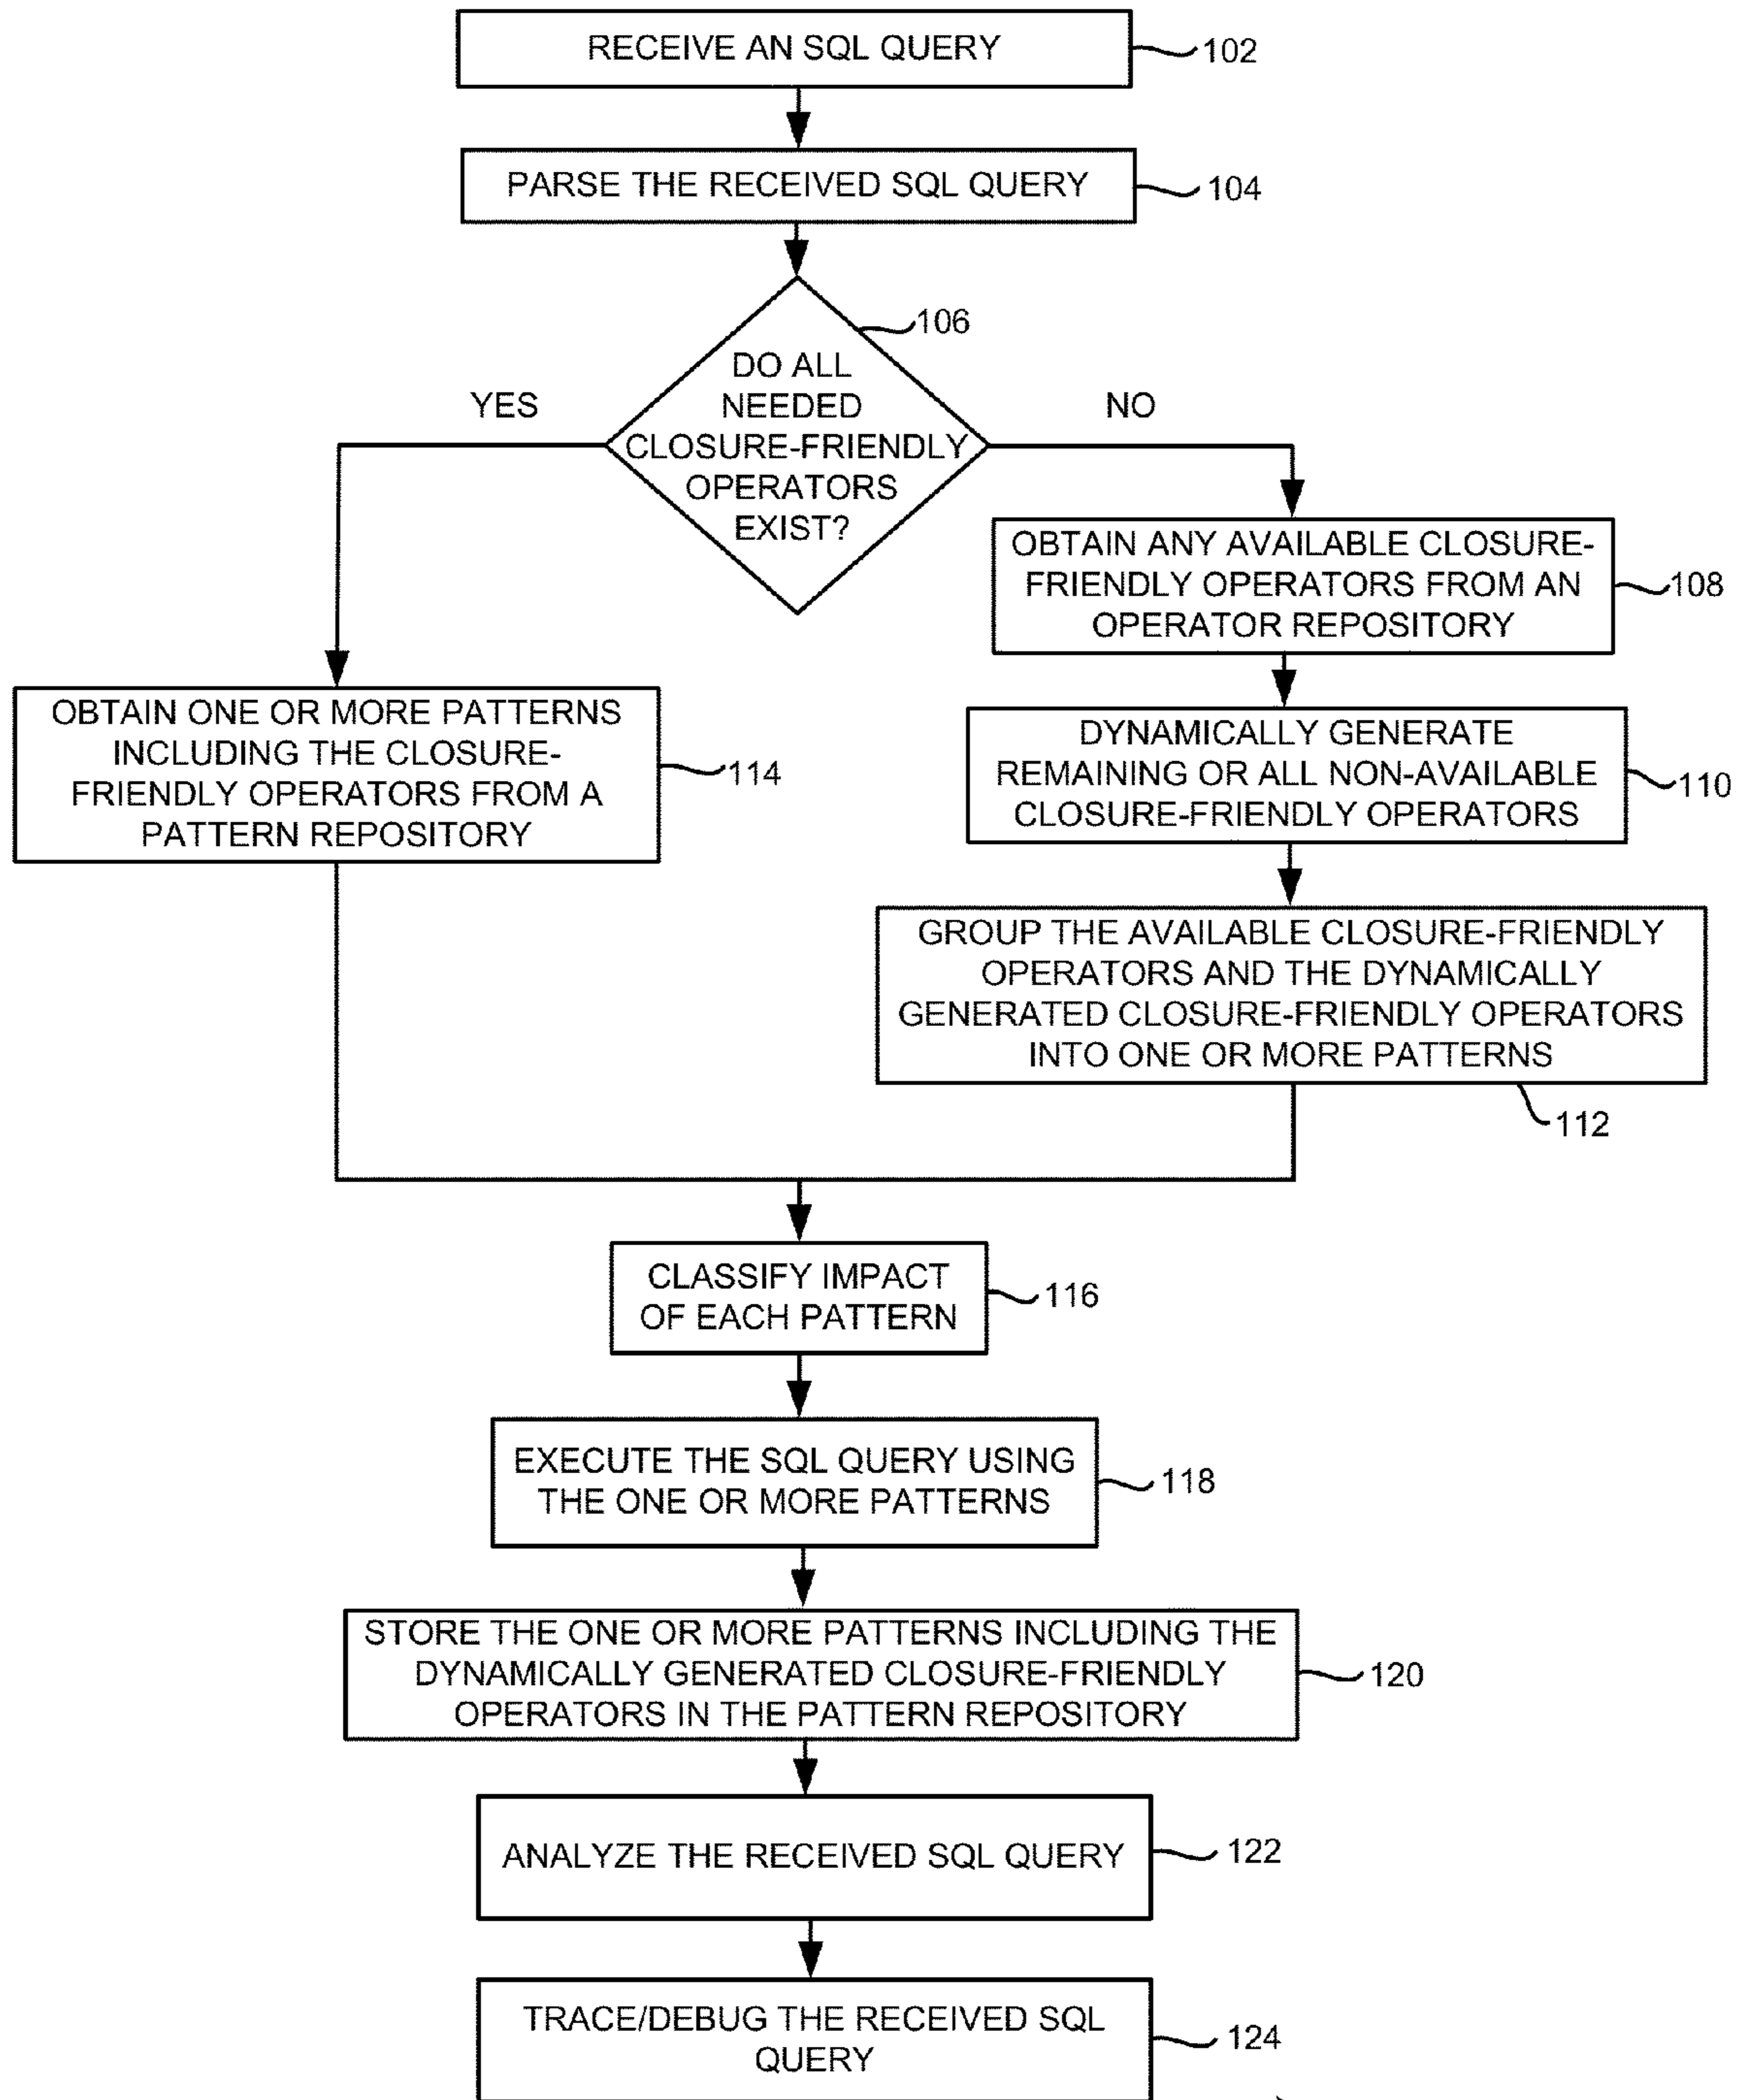 RECEIVE AN SQL QUERY
102
PARSE THE RECEIVED SQL QUERY
104
106
DO ALL
NEEDED
CLOSURE-FRIENDLY
OPERATORS
EXIST?
YES
NO
OBTAIN ANY AVAILABLE CLOSURE-
FRIENDLY OPERATORS FROM AN
OPERATOR REPOSITORY
108
OBTAIN ONE OR MORE PATTERNS
INCLUDING THE CLOSURE-
FRIENDLY OPERATORS FROM A
PATTERN REPOSITORY
114
DYNAMICALLY GENERATE
REMAINING OR ALL NON-AVAILABLE
CLOSURE-FRIENDLY OPERATORS
110
GROUP THE AVAILABLE CLOSURE-FRIENDLY
OPERATORS AND THE DYNAMICALLY
GENERATED CLOSURE-FRIENDLY OPERATORS
INTO ONE OR MORE PATTERNS
112
CLASSIFY IMPACT
OF EACH PATTERN
116
EXECUTE THE SQL QUERY USING
THE ONE OR MORE PATTERNS
118
STORE THE ONE OR MORE PATTERNS INCLUDING THE
DYNAMICALLY GENERATED CLOSURE-FRIENDLY
OPERATORS IN THE PATTERN REPOSITORY
120
ANALYZE THE RECEIVED SQL QUERY
122
TRACE/DEBUG THE RECEIVED SQL
QUERY
124